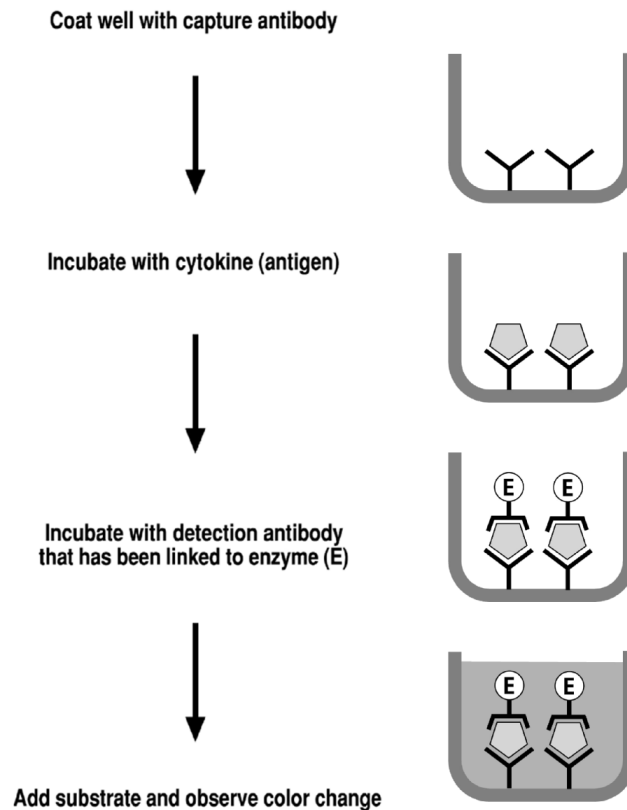 Coat well with capture antibody
Incubate with cytokine (antigen)
E E
Incubate with detection antibody
that has been linked to enzyme (E)
E E
Add substrate and observe color change